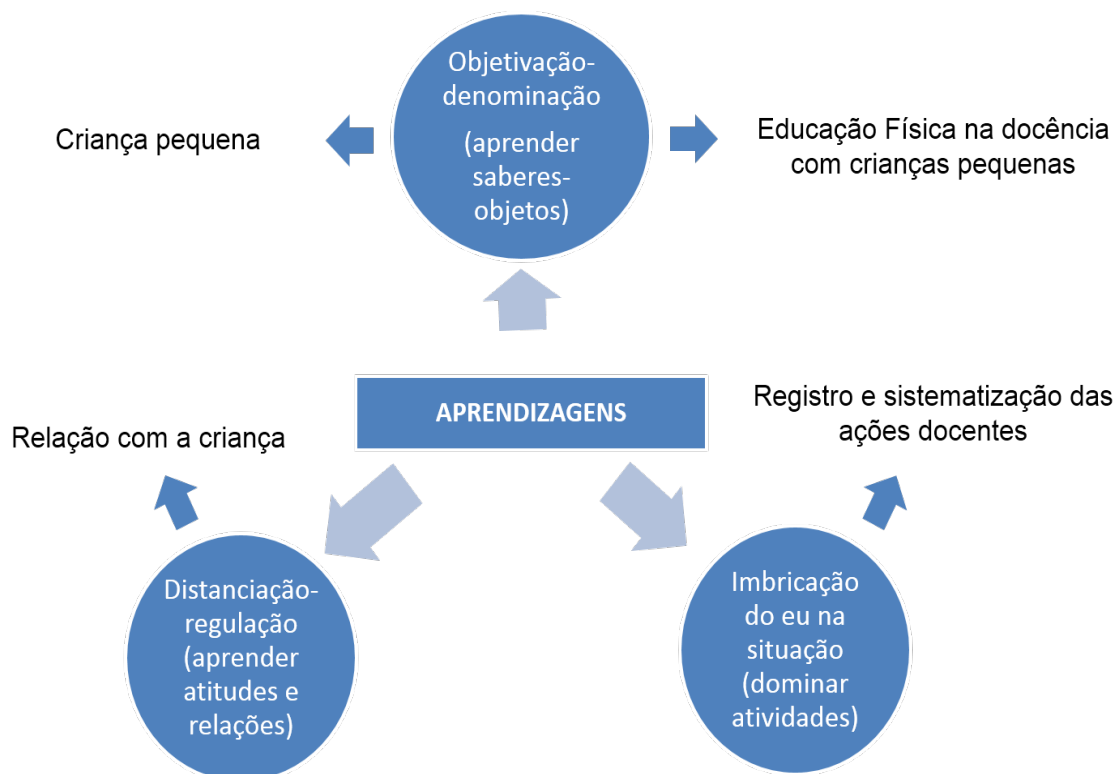 Objetivação-
denominação
(aprender
saberes-
objetos)
Criança pequena
Educação Física na docência
com crianças pequenas
APRENDIZAGENS
Registro e sistematização das
ações docentes
Relação com a criança
Distanciação-
regulação
(aprender
atitudes e
relações)
Imbricação
do eu na
situação
(dominar
atividades)